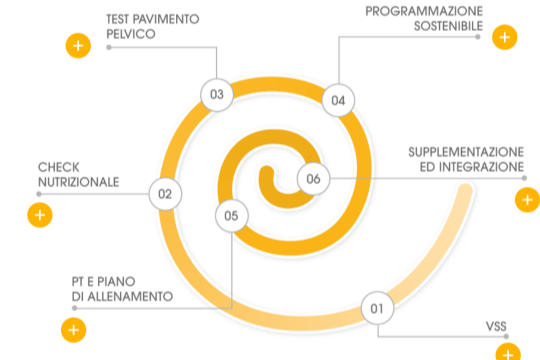 TEST PAVIMENTO
PELVICO
PROGRAMMAZIONE
SOSTENIBILE
03
04
CHECK
NUTRIZIONALE
SUPPLEMENTAZIONE
ED INTEGRAZIONE
06
02
05
PT E PIANO
DI ALLENAMENTO
01
VSS